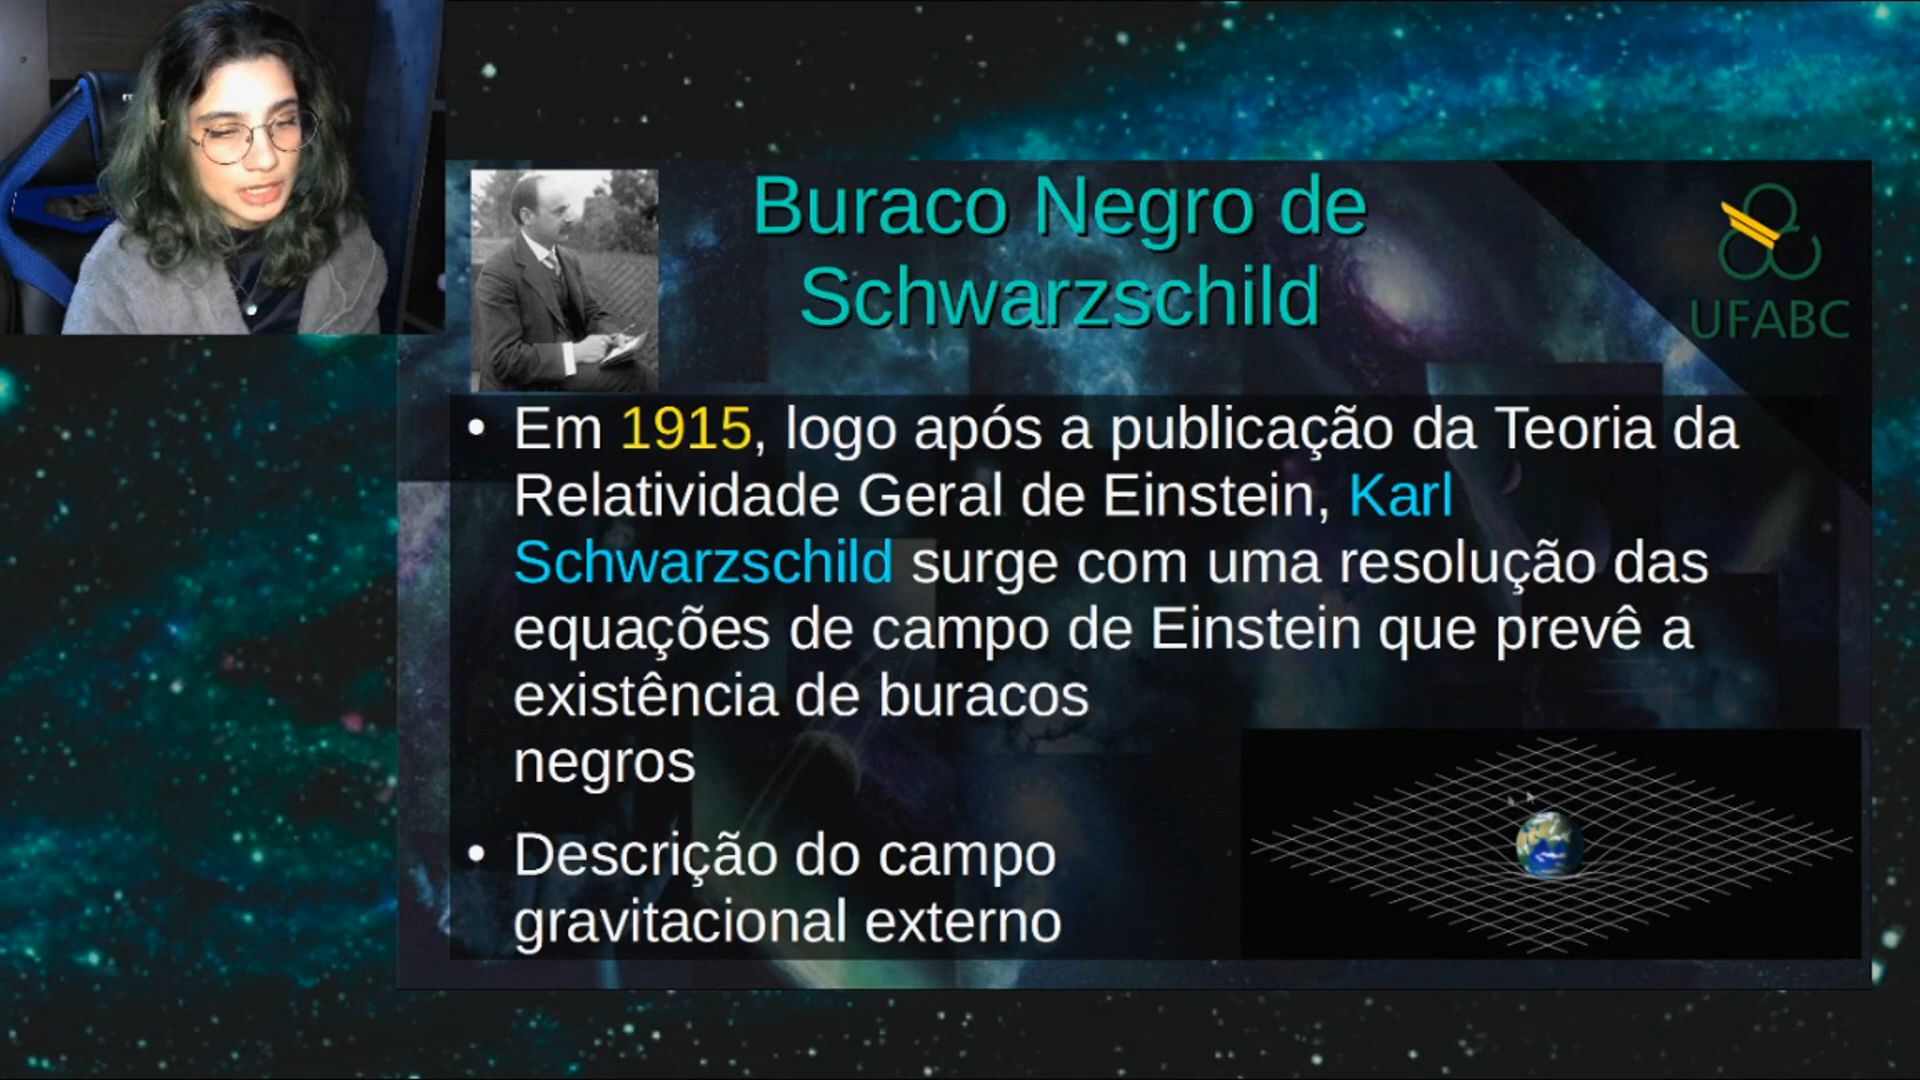 Buraco Negro de
Schwarzschild
UFABC
• Em 1915, logo após a publicação da Teoria da
Relatividade Geral de Einstein, Karl
Schwarzschild surge com uma resolução das
equações de campo de Einstein que prevê a
existência de buracos
negros
• Descrição do campo
gravitacional externo